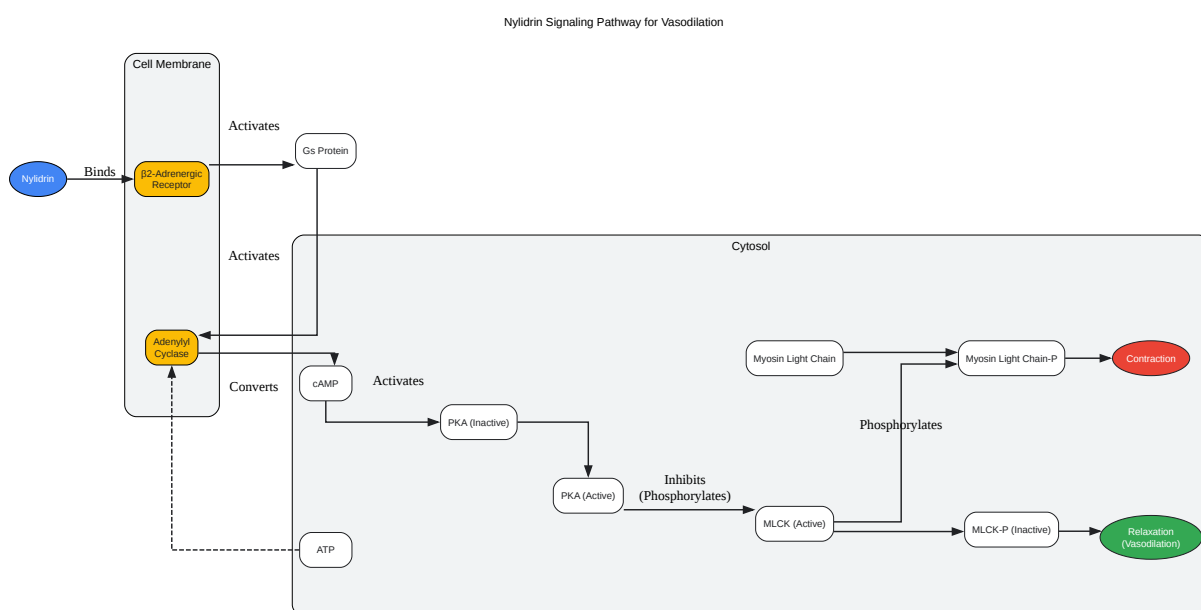 Nylidrin Signaling Pathway for Vasodilation
Cell Membrane
Activates
Gs Protein
Nylidrin
Binds
β2-Adrenergic
Receptor
Activates
Cytosol
Adenylyl
Cyclase
Converts
cAMP
Activates
Myosin Light Chain
Myosin Light Chain-P
Contraction
PKA (Inactive)
Phosphorylates
PKA (Active)
Inhibits
(Phosphorylates)
MLCK (Active)
MLCK-P (Inactive)
Relaxation
(Vasodilation)
ATP